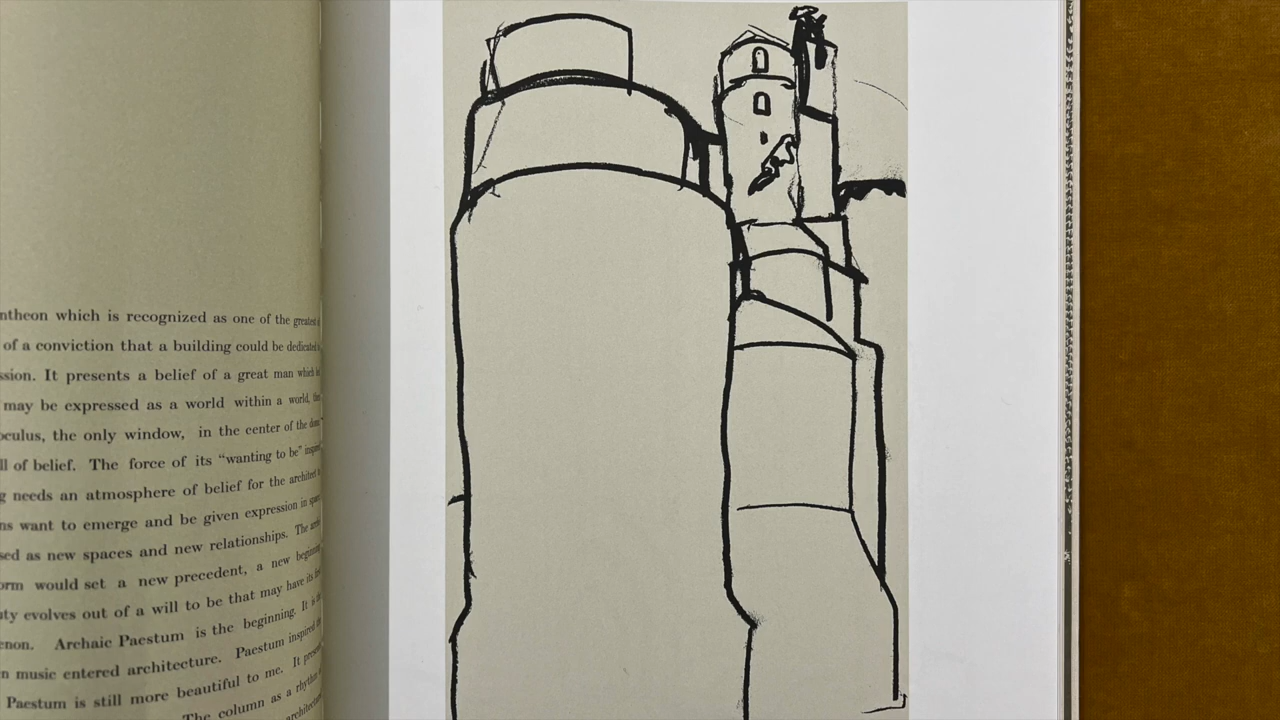 ntheon which is recognized as one of the greatest
of a conviction that a building could be dedicated
ssion. It presents a belief of a great man which
may be expressed as a world within a world,
oculus, the only window, in the center of the dome
ll of belief. The force of its “wanting to be”
g needs an atmosphere of belief for the architect
ns want to emerge and be given expression in
sed as new spaces and new relationships. The
orm would set a new precedent, a new beginning
uty evolves out of a will to be that may have its
enon. Archaic Paestum is the beginning. It is
n music entered architecture. Paestum inspired
Paestum is still more beautiful to me. It
The column as a rhythm